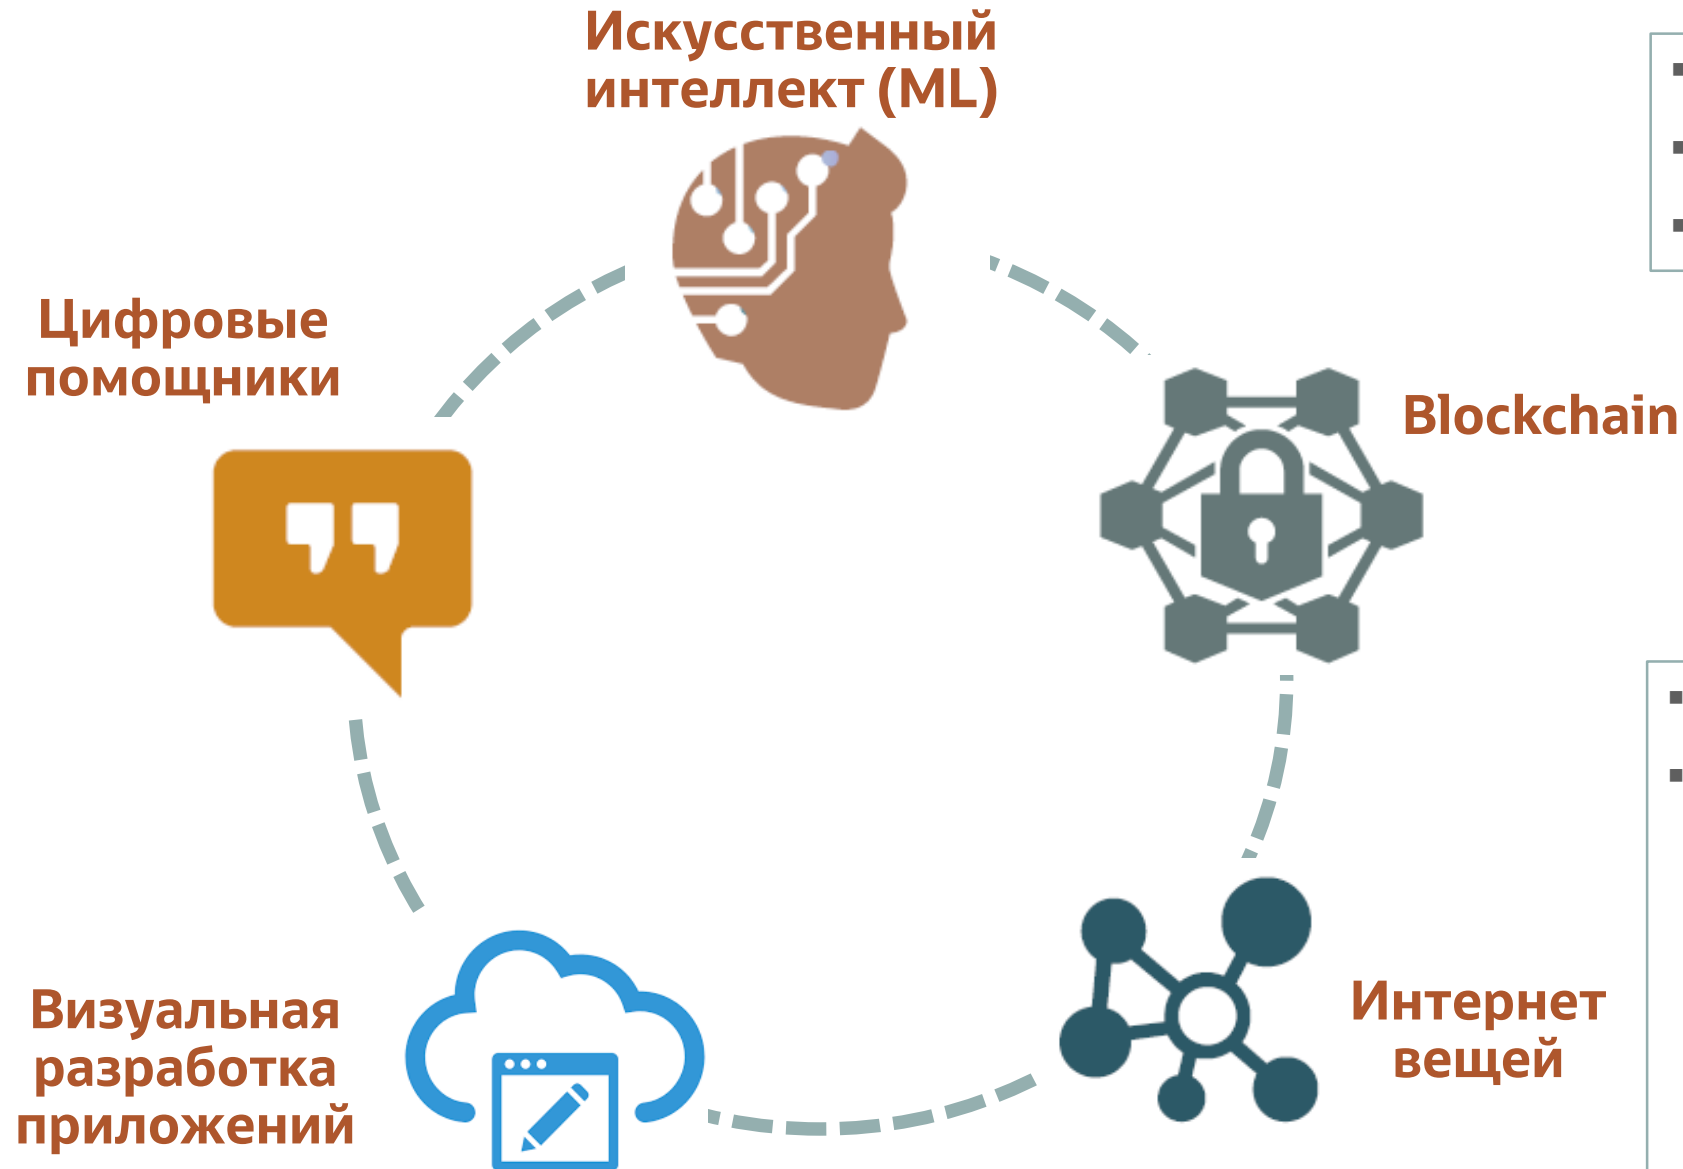 Искусственный
интеллект (ML)
Цифровые
помощники
Blockchain
Интернет
вещей
Визуальная
разработка
приложений